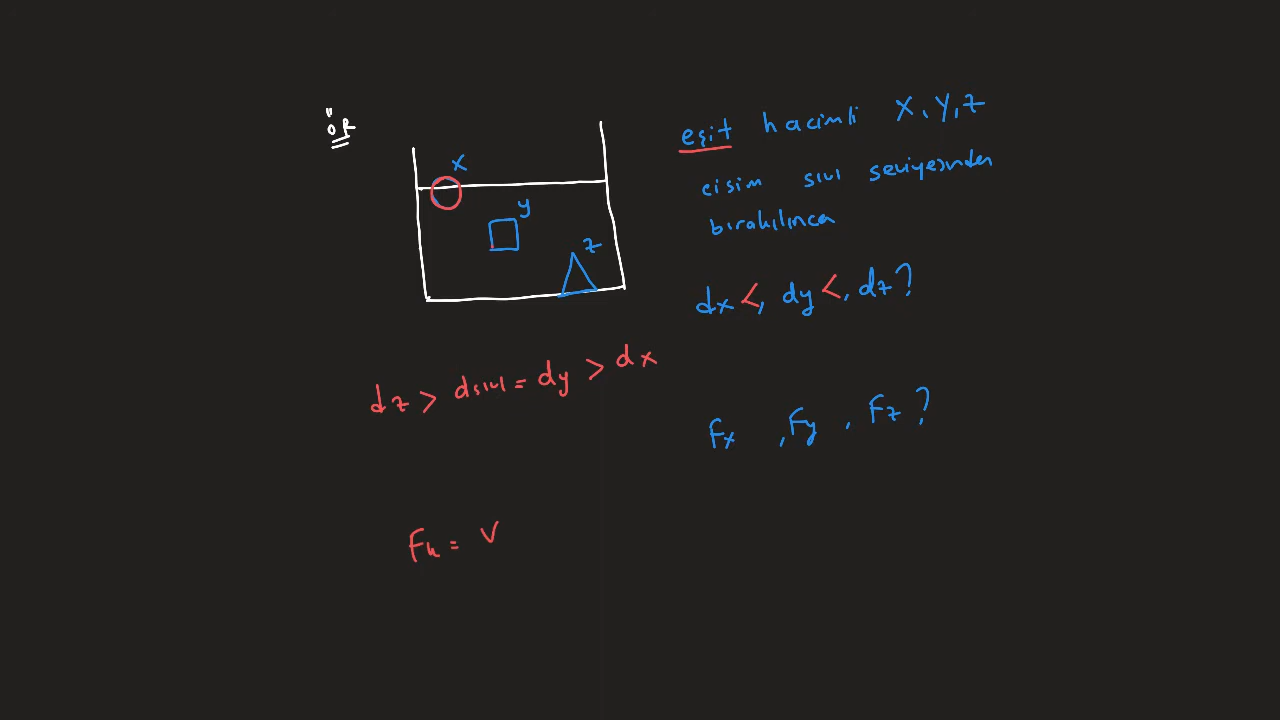 ÖR
x
y
z
eşit hacimli X, Y, z
cisim sıvı seviyesinden
bırakılınca
dx <, dy <, dz?
dz > dsıvı = dy > dx
Fx , Fy , Fz ?
Fk = V